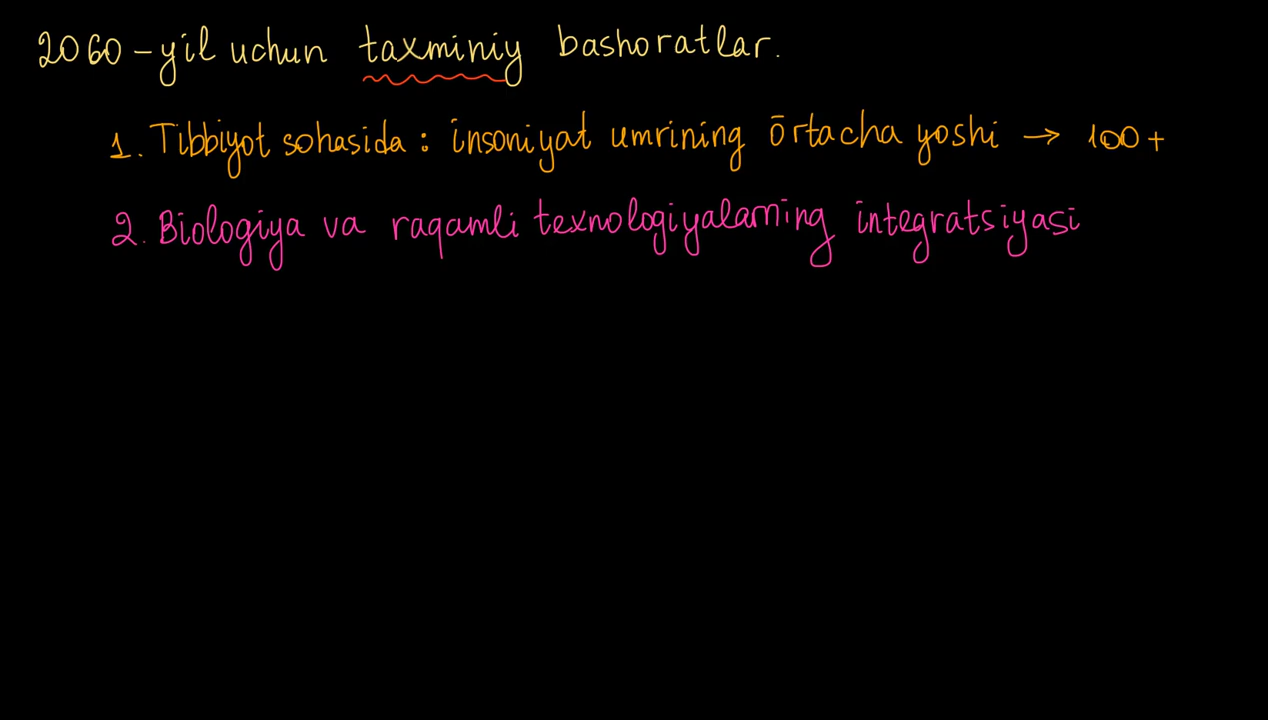 2060-yil uchun taxminiy bashoratlar.
1. Tibbiyot sohasida: insoniyat umrining ōrtacha yoshi → 100+
2. Biologiya va raqamli texnologiyalarning integratsiyasi